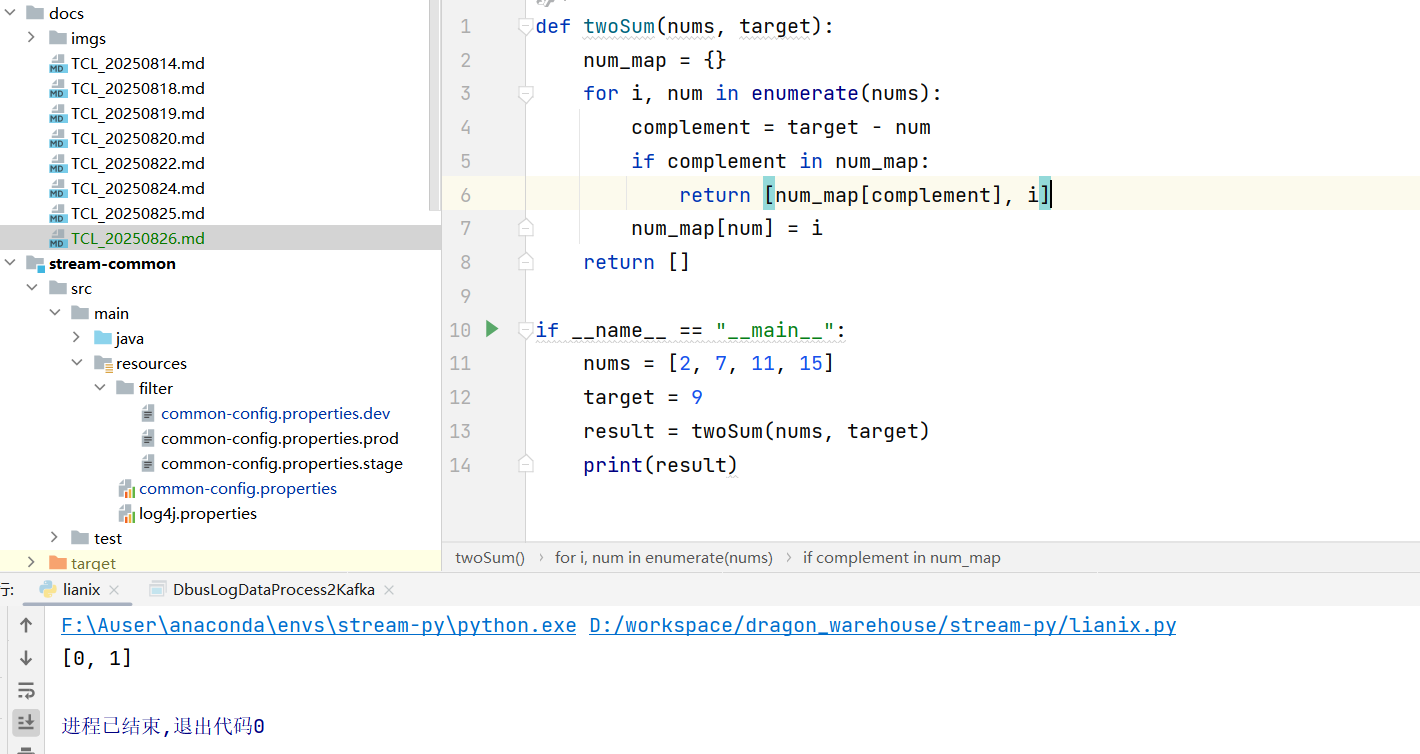 docs
imgs
TCL_20250814.md
TCL_20250818.md
TCL_20250819.md
TCL_20250820.md
TCL_20250822.md
TCL_20250824.md
TCL_20250825.md
TCL_20250826.md
stream-common
src
main
java
resources
filter
common-config.properties.dev
common-config.properties.prod
common-config.properties.stage
common-config.properties
log4j.properties
test
target
1 def twoSum(nums, target):
2     num_map = {}
3     for i, num in enumerate(nums):
4         complement = target - num
5         if complement in num_map:
6             return [num_map[complement], i]
7         num_map[num] = i
8     return []
9
10 if __name__ == "__main__":
11     nums = [2, 7, 11, 15]
12     target = 9
13     result = twoSum(nums, target)
14     print(result)
twoSum() › for i, num in enumerate(nums) › if complement in num_map
行: lianix × DbusLogDataProcess2Kafka ×
F:\Auser\anaconda\envs\stream-py\python.exe D:/workspace/dragon_warehouse/stream-py/lianix.py
[0, 1]
进程已结束,退出代码0